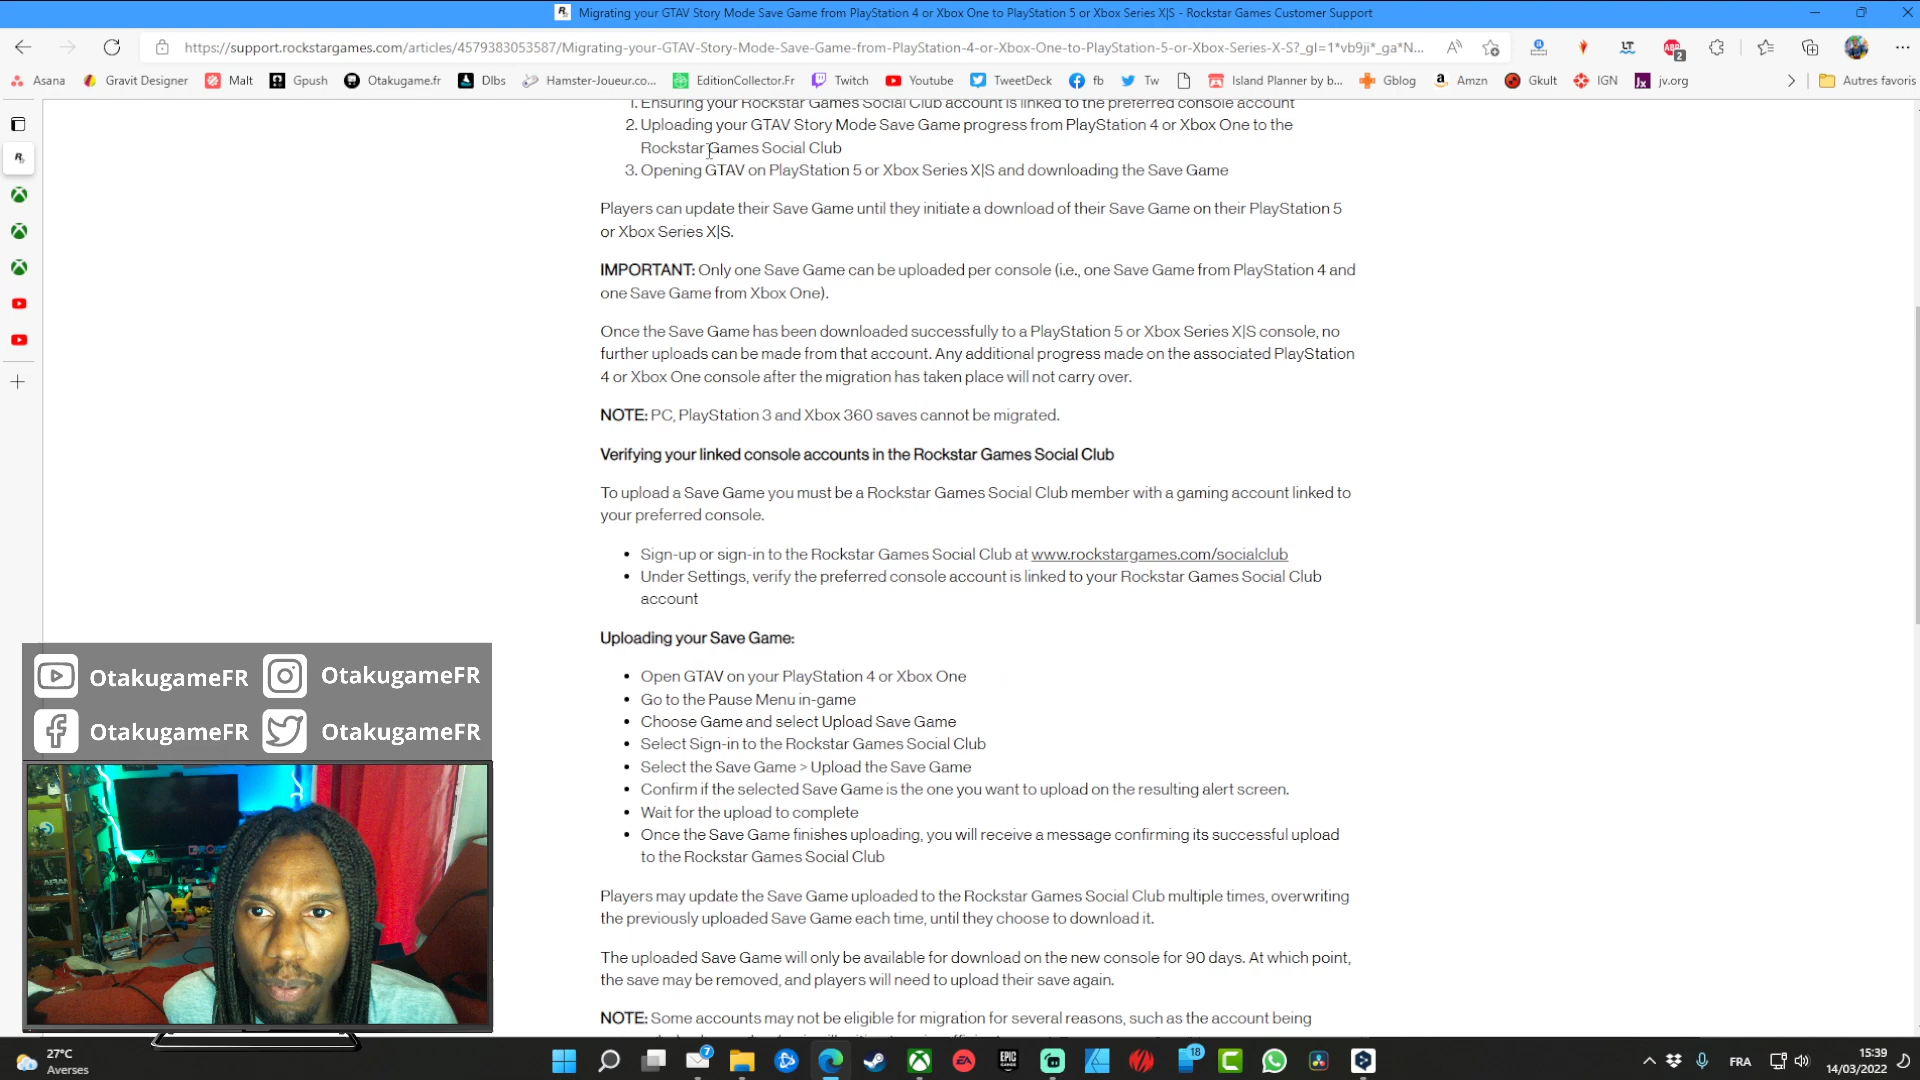 Migrating your GTAV Story Mode Save Game from PlayStation 4 or Xbox One to PlayStation 5 or Xbox Series X|S - Rockstar Games Customer Support
https://support.rockstargames.com/articles/4579383053587/Migrating-your-GTAV-Story-Mode-Save-Game-from-PlayStation-4-or-Xbox-One-to-PlayStation-5-or-Xbox-Series-X-S?_gl=1*vb9ji*_ga*N...
Asana Gravit Designer Malt Gpush Otakugame.fr Dlbs Hamster-Joueur.co... EditionCollector.Fr Twitch Youtube TweetDeck fb Tw Island Planner by b... Gblog Amzn Gkult IGN jv.org Autres favoris
1. Ensuring your Rockstar Games Social Club account is linked to the preferred console account
2. Uploading your GTAV Story Mode Save Game progress from PlayStation 4 or Xbox One to the
Rockstar Games Social Club
3. Opening GTAV on PlayStation 5 or Xbox Series X|S and downloading the Save Game
Players can update their Save Game until they initiate a download of their Save Game on their PlayStation 5
or Xbox Series X|S.
IMPORTANT: Only one Save Game can be uploaded per console (i.e., one Save Game from PlayStation 4 and
one Save Game from Xbox One).
Once the Save Game has been downloaded successfully to a PlayStation 5 or Xbox Series X|S console, no
further uploads can be made from that account. Any additional progress made on the associated PlayStation
4 or Xbox One console after the migration has taken place will not carry over.
NOTE: PC, PlayStation 3 and Xbox 360 saves cannot be migrated.
Verifying your linked console accounts in the Rockstar Games Social Club
To upload a Save Game you must be a Rockstar Games Social Club member with a gaming account linked to
your preferred console.
• Sign-up or sign-in to the Rockstar Games Social Club at www.rockstargames.com/socialclub
• Under Settings, verify the preferred console account is linked to your Rockstar Games Social Club
account
Uploading your Save Game:
• Open GTAV on your PlayStation 4 or Xbox One
• Go to the Pause Menu in-game
• Choose Game and select Upload Save Game
• Select Sign-in to the Rockstar Games Social Club
• Select the Save Game > Upload the Save Game
• Confirm if the selected Save Game is the one you want to upload on the resulting alert screen.
• Wait for the upload to complete
• Once the Save Game finishes uploading, you will receive a message confirming its successful upload
to the Rockstar Games Social Club
Players may update the Save Game uploaded to the Rockstar Games Social Club multiple times, overwriting
the previously uploaded Save Game each time, until they choose to download it.
The uploaded Save Game will only be available for download on the new console for 90 days. At which point,
the save may be removed, and players will need to upload their save again.
NOTE: Some accounts may not be eligible for migration for several reasons, such as the account being
OtakugameFR OtakugameFR
OtakugameFR OtakugameFR
27°C
Averses
7
EPIC
18
FRA
15:39
14/03/2022